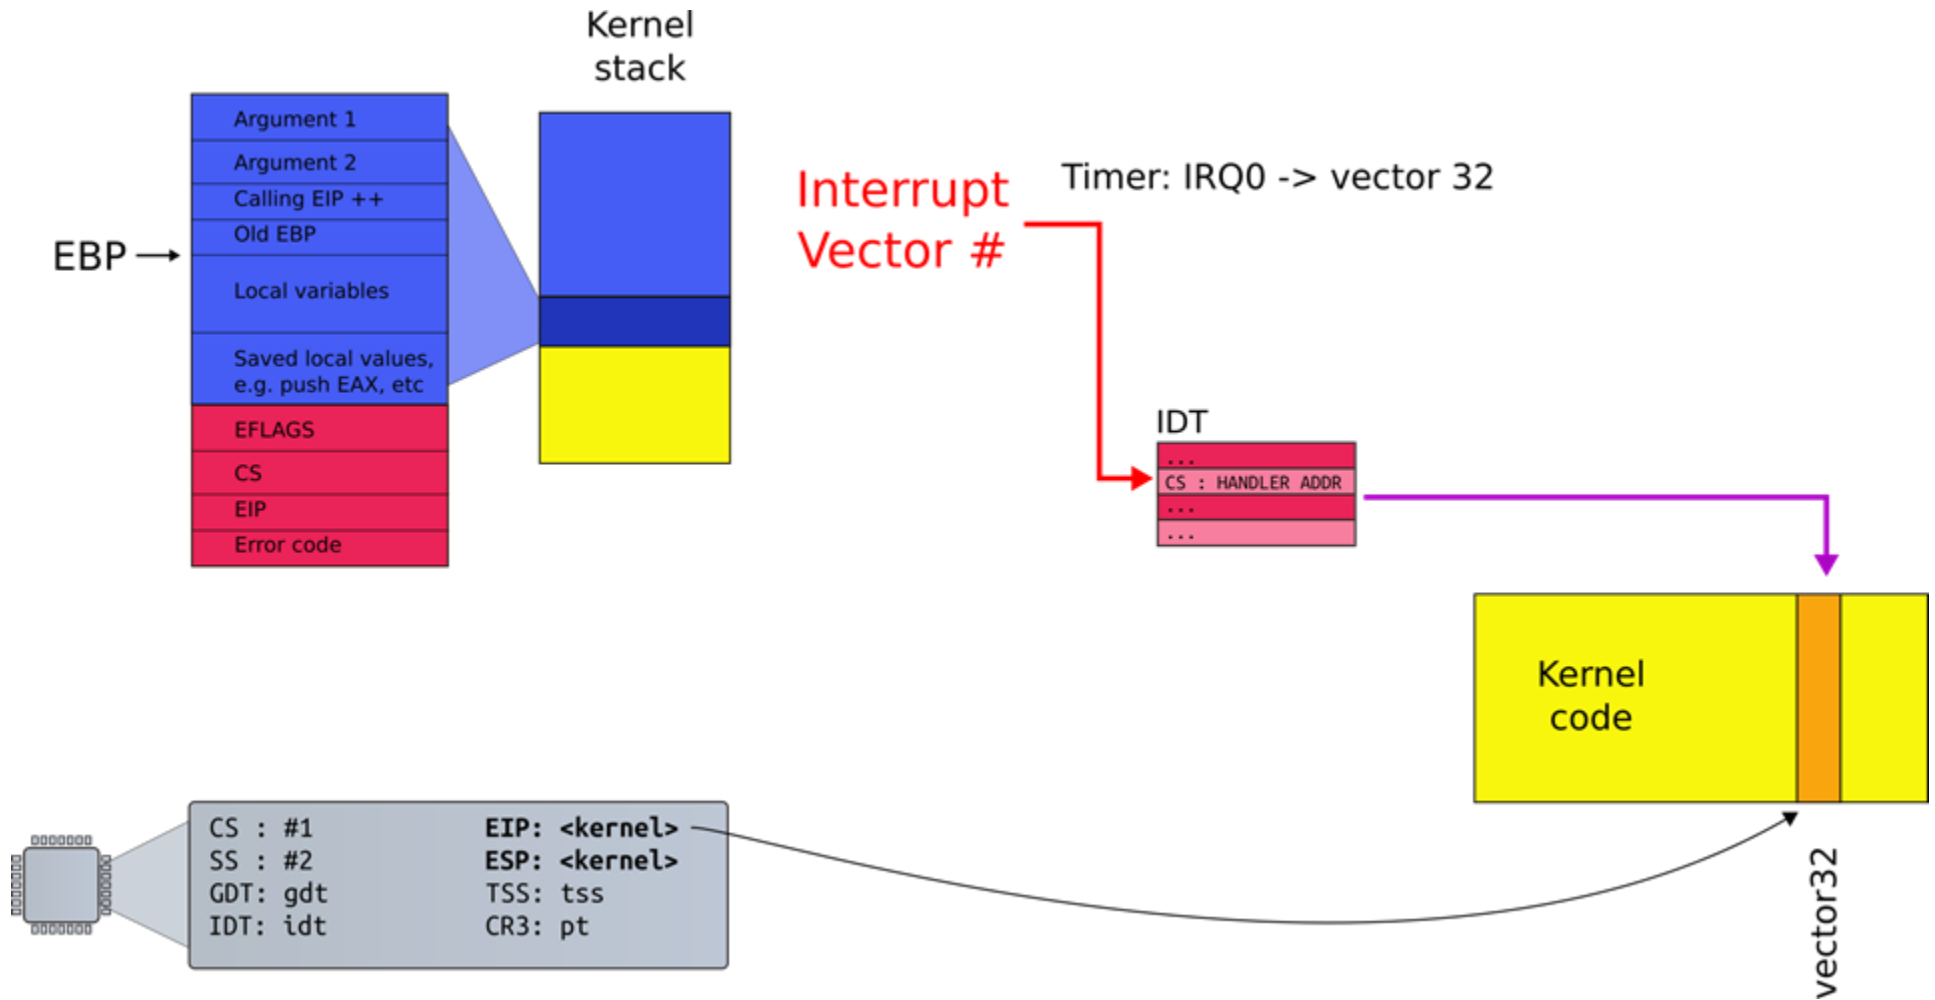 Kernel
stack
Argument 1
Argument 2
Calling EIP ++
Old EBP
EBP
Local variables
Saved local values,
e.g. push EAX, etc
EFLAGS
CS
EIP
Error code
Interrupt
Vector #
Timer: IRQ0 -> vector 32
IDT
...
CS : HANDLER ADDR
...
...
Kernel
code
vector32
CS : #1 EIP: <kernel>
SS : #2 ESP: <kernel>
GDT: gdt TSS: tss
IDT: idt CR3: pt